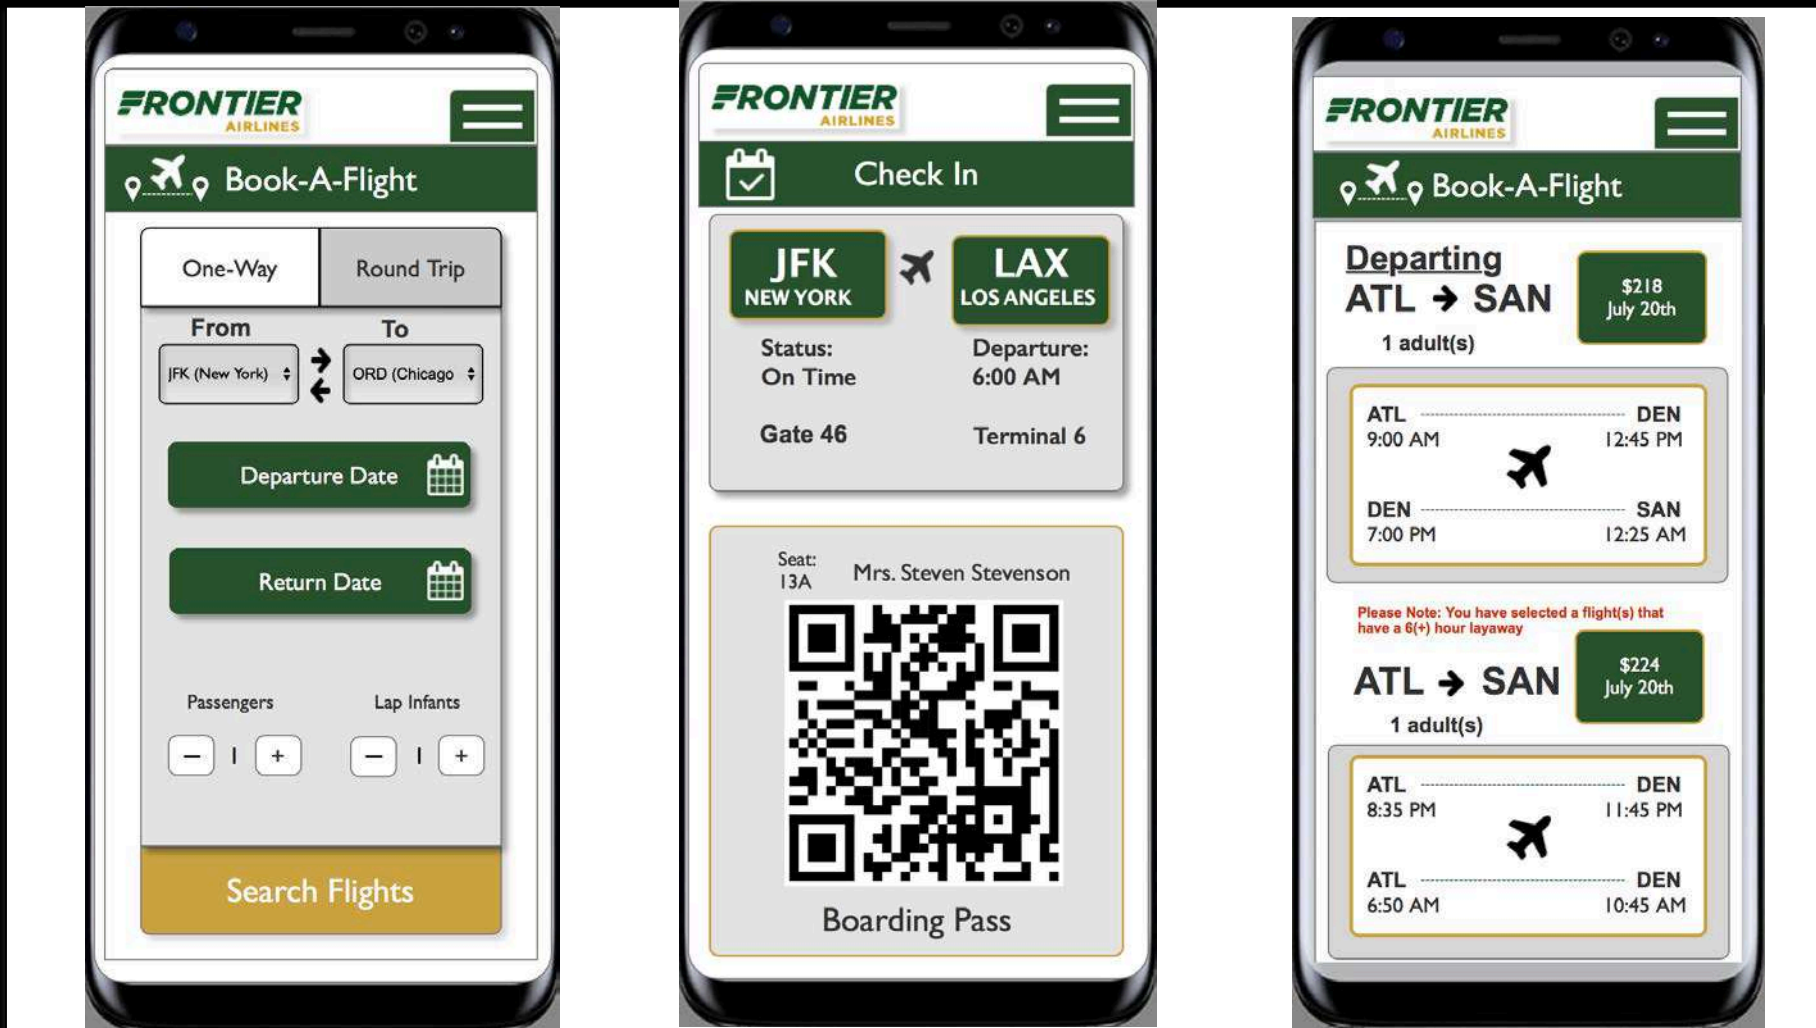 FRONTIER
AIRLINES
Book-A-Flight
One-Way Round Trip
From To
JFK (New York) ORD (Chicago
Departure Date
Return Date
Passengers Lap Infants
– 1 + – 1 +
Search Flights
FRONTIER
AIRLINES
Check In
JFK LAX
NEW YORK LOS ANGELES
Status: Departure:
On Time 6:00 AM
Gate 46 Terminal 6
Seat:
13A Mrs. Steven Stevenson
Boarding Pass
FRONTIER
AIRLINES
Book-A-Flight
Departing
ATL → SAN
1 adult(s)
$218
July 20th
ATL DEN
9:00 AM 12:45 PM
DEN SAN
7:00 PM 12:25 AM
Please Note: You have selected a flight(s) that
have a 6(+) hour layaway
ATL → SAN
1 adult(s)
$224
July 20th
ATL DEN
8:35 PM 11:45 PM
ATL DEN
6:50 AM 10:45 AM